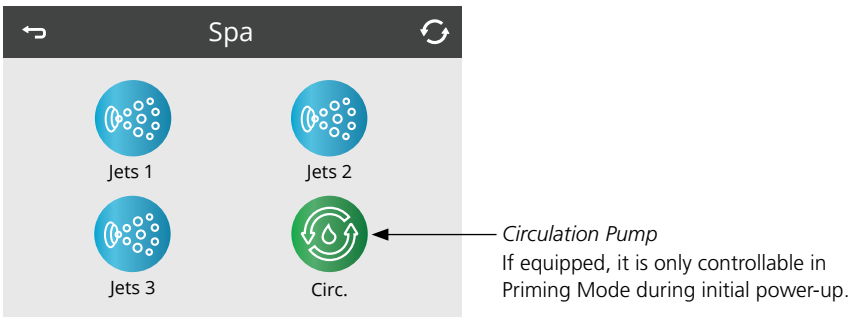 Spa
Jets 1
Jets 2
Jets 3
Circ.
Circulation Pump
If equipped, it is only controllable in
Priming Mode during initial power-up.